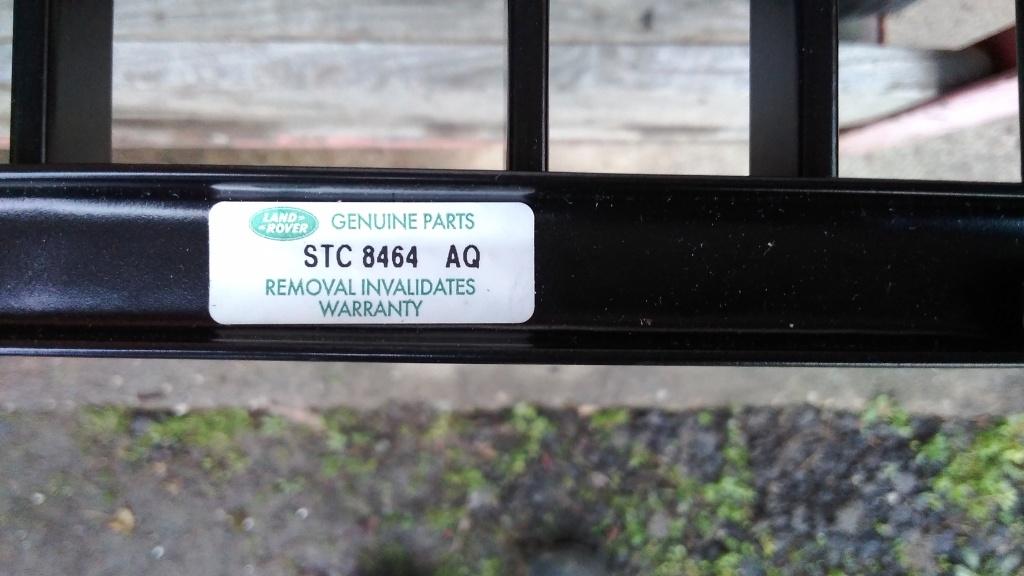 LAND-
-ROVER
GENUINE PARTS
STC 8464 AQ
REMOVAL INVALIDATES
WARRANTY